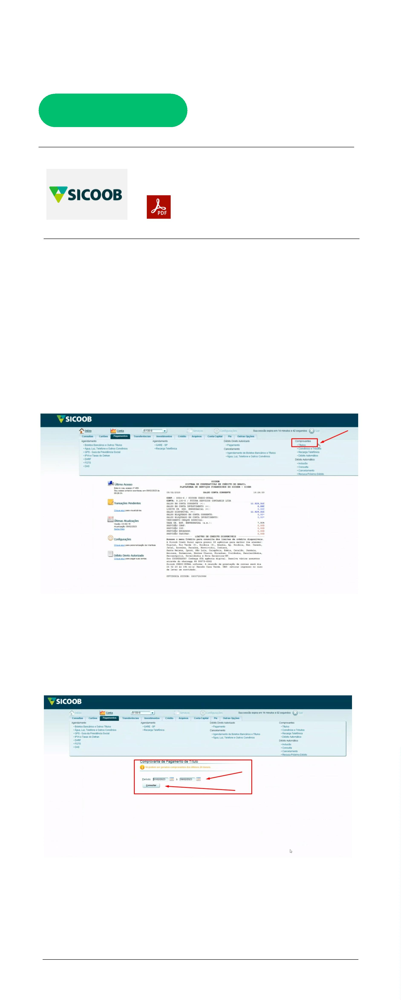 SICOOB
PDF
SICOOB
Início Conta 9.130-8 Serviços Configurações Sua sessão expira em 14 minutos e 42 segundos Sair
Consultas Cartões Pagamentos Transferências Investimentos Crédito Arquivos Conta Capital Pix Outras Opções
Agendamento Agendamento Débito Direto Autorizado Comprovantes
• Boletos Bancários e Outros Títulos • GARE - SP • Pagamento • Títulos
• Água, Luz, Telefone e Outros Convênios • Recarga Telefônica Cancelamento • Convênios e Tributos
• GPS - Guia da Previdência Social • Agendamento de Boletos Bancários e Títulos • Recarga Telefônica
• IPVA e Taxas do Detran • Água, Luz, Telefone e Outros Convênios • Débito Automático
• DARF Débito Automático
• FGTS • Inclusão
• DAS • Consulta
• Cancelamento
• Recusa Próximo Débito
Último Acesso
Este é o seu acesso nº 469.
Seu acesso anterior aconteceu em 09/02/2023 às
Transações Pendentes
Clique aqui para visualizá-las.
Últimas Atualizações
Versão: 2.0.82.18
Atualização: 09/02/2023
Saiba Mais
Configurações
Clique aqui para personalização da interface.
Débito Direto Autorizado
Clique aqui para pagar suas contas.
SICOOB
SISTEMA DE COOPERATIVAS DE CRÉDITO DO BRASIL
PLATAFORMA DE SERVIÇOS FINANCEIROS DO SICOOB - SISBR
09/02/2023 SALDO CONTA CORRENTE
COOP.: / SICOOB CREDI-RURAL
CONTA: 9.130-8 / FUTURA SERVICOS CONTABEIS LTDA
SALDO EM CONTA CORRENTE (+): 11.829,31C
SALDO EM CONTA INVESTIMENTO (+): 0,00C
LIMITE CH. ESP. EMPRESARIAL (+): 0,00C
SALDO DISPONÍVEL (=): 11.829,31C
SALDO BLOQUEADO EM CONTA CORRENTE: 0,00*
SALDO BLOQUEADO EM CONTA INVESTIMENTO: 0,00*
VENCIMENTO CHEQUE ESPECIAL:
TAXA CH. ESP. EMPRESARIAL (a.m.): 7,90%
PREVISÃO CPMF: 0,00D
PREVISÃO IOF: 0,00D
PREVISÃO ENCARGOS: 0,00D
PREVISÃO TARIFAS: 0,00D
LIMITES DE CRÉDITO DISPONÍVEIS
Acesse o menu Crédito para consulta dos limites de crédito disponíveis.
A Sicoob Credi Rural agora possui 33 agências para melhor lhe atender:
Digital, Rio Verde (5), Goiânia (5), Abadia, Ap. Goiânia, Sen. Canedo,
Jataí, Acreúna, Paraúna, Montividiu, Indiara,
Santa Helena, Iporá, São Luís, Caiapônia, Edéia, Catalão, Jandaia,
Anicuns, Palmeiras, Montes Claros, Piranhas, Ivolândia, Sanclerlândia,
Serranópolis, Doverlândia e Nova Xavantina-MT.
Srs COOPERADOS! Conheça SUA agência digital. Resolva vários assuntos
através do whatsapp 64 99973-6362
Sicoob CREDI-RURAL informa: A reunião de prestação de contas será dia
24 02 23 às 19h no(a) Mansão Casa Verde. OBS: retirar ingresso no caso
de levar um convidado.
OUVIDORIA SICOOB: 08007250996
SICOOB
Início Conta 9.130-8 Serviços Configurações Sua sessão expira em 14 minutos e 02 segundos Sair
Consultas Cartões Pagamentos Transferências Investimentos Crédito Arquivos Conta Capital Pix Outras Opções
Agendamento Agendamento Débito Direto Autorizado Comprovantes
• Boletos Bancários e Outros Títulos • GARE - SP • Pagamento • Títulos
• Água, Luz, Telefone e Outros Convênios • Recarga Telefônica Cancelamento • Convênios e Tributos
• GPS - Guia da Previdência Social • Agendamento de Boletos Bancários e Títulos • Recarga Telefônica
• IPVA e Taxas do Detran • Água, Luz, Telefone e Outros Convênios • Débito Automático
• DARF Débito Automático
• FGTS • Inclusão
• DAS • Consulta
• Cancelamento
• Recusa Próximo Débito
Comprovante de Pagamento de Título
Só podem ser gerados comprovantes dos últimos 24 meses.
Período: 01/02/2023 à 09/02/2023
Consultar